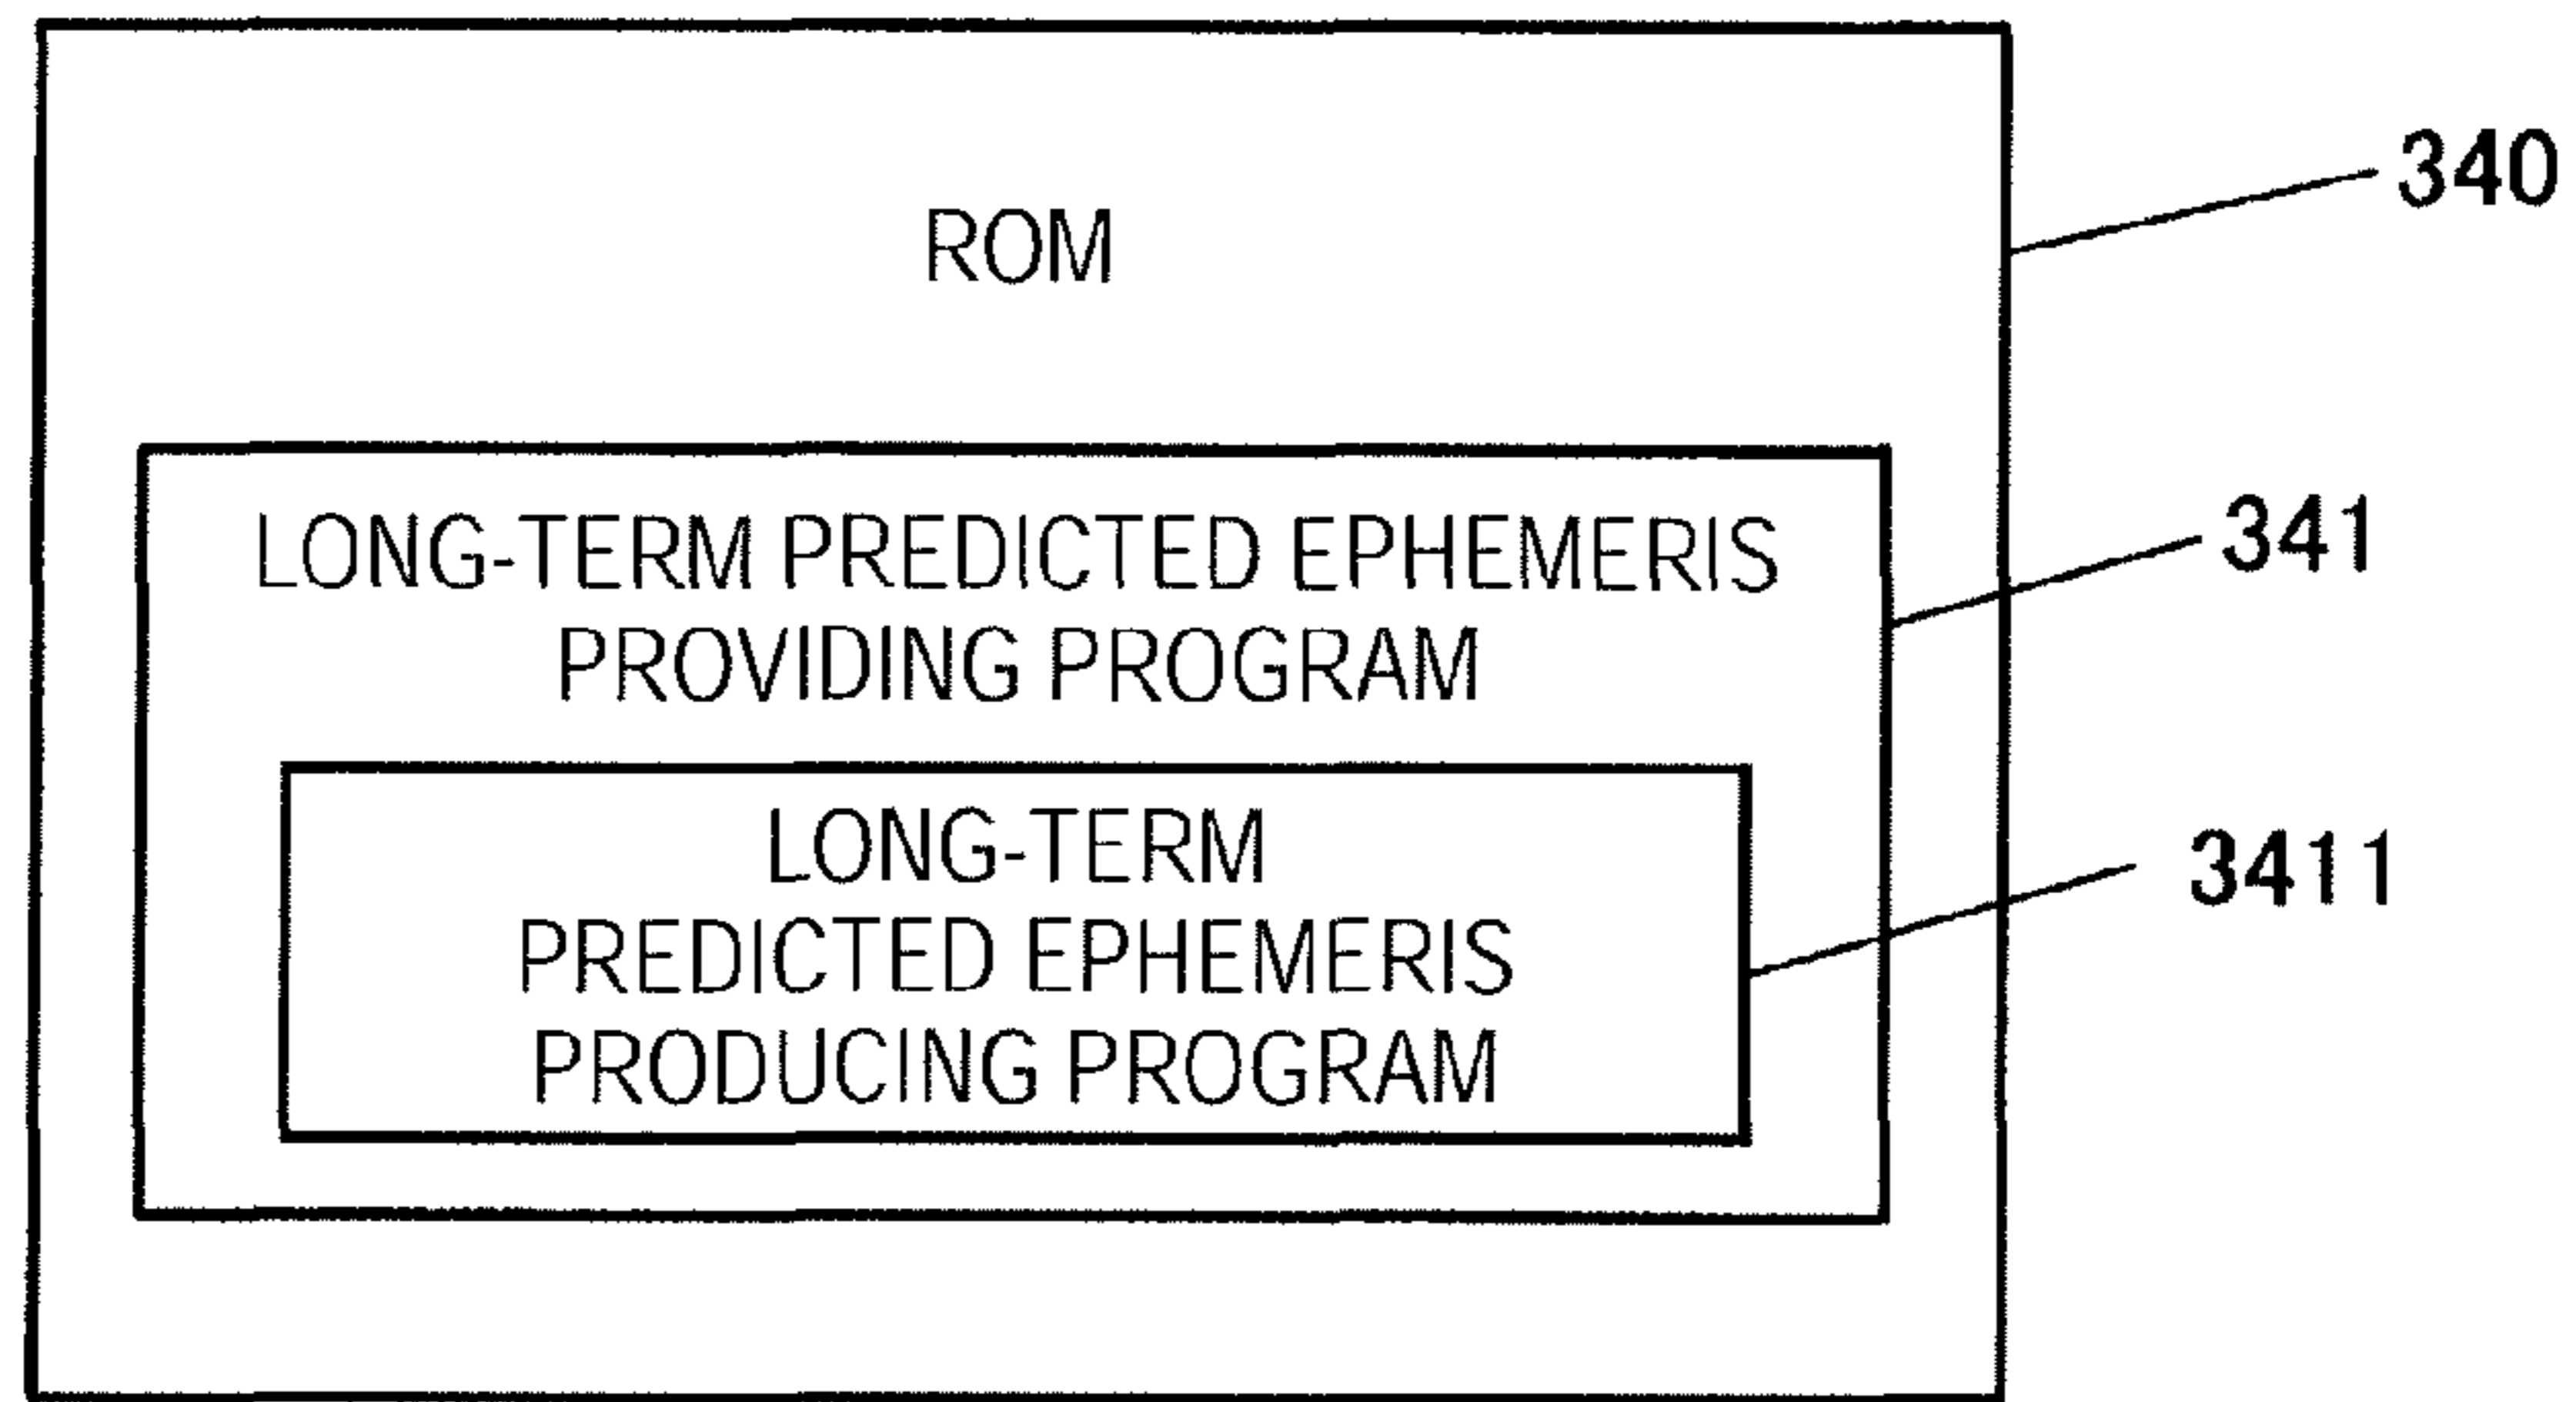 ROM
340
LONG-TERM PREDICTED EPHEMERIS
PROVIDING PROGRAM
341
LONG-TERM
PREDICTED EPHEMERIS
PRODUCING PROGRAM
3411